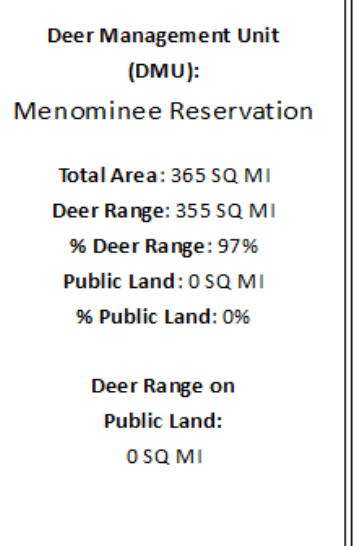 Deer Management Unit
(DMU):
Menominee Reservation
Total Area: 365 SQ MI
Deer Range: 355 SQ MI
% Deer Range: 97%
Public Land: 0 SQ MI
% Public Land: 0%
Deer Range on
Public Land:
0 SQ MI